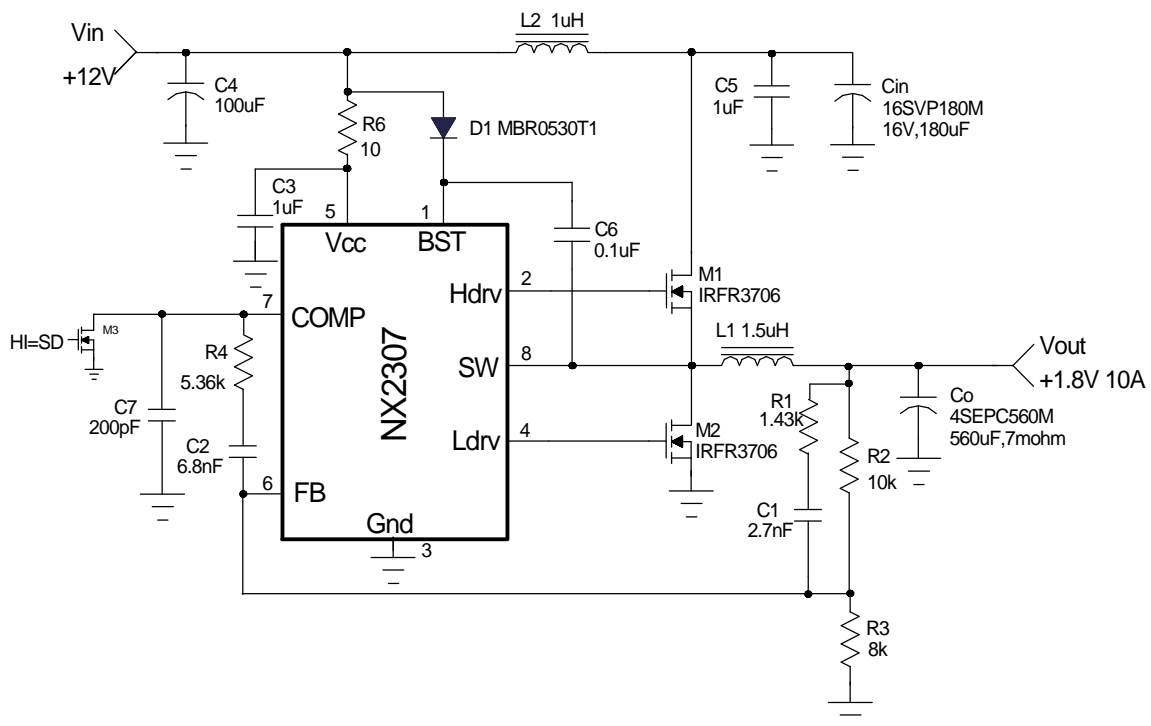 L2 1uH
Vin
+12V
C4
100uF
R6
10
D1 MBR0530T1
C5
1uF
Cin
16SVP180M
16V,180uF
C3
1uF
5
1
Vcc
BST
C6
0.1uF
Hdrv
2
M1
IRFR3706
7
COMP
HI=SD
M3
R4
5.36k
NX2307
SW
8
L1 1.5uH
Vout
+1.8V 10A
C7
200pF
C2
6.8nF
Ldrv
4
M2
IRFR3706
R1
1.43k
Co
4SEPC560M
560uF,7mohm
R2
10k
6
FB
C1
2.7nF
Gnd
3
R3
8k